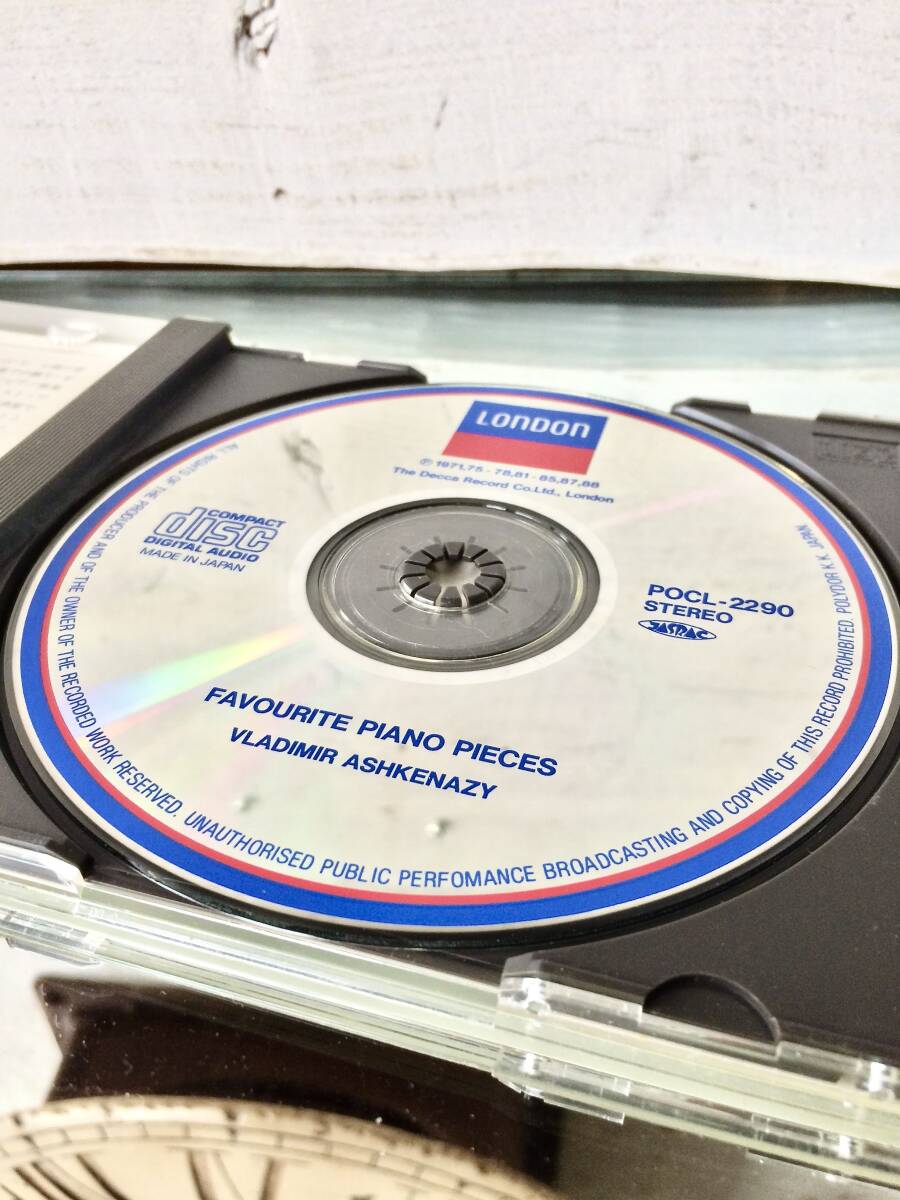 LONDON
℗ 1971,75 · 78,81 · 85,87,88
The Decca Record Co.Ltd., London
COMPACT
disc
DIGITAL AUDIO
MADE IN JAPAN
POCL-2290
STEREO
JASRAC
FAVOURITE PIANO PIECES
VLADIMIR ASHKENAZY
ALL RIGHTS OF THE PRODUCER AND OF THE OWNER OF THE RECORDED WORK RESERVED. UNAUTHORISED PUBLIC PERFOMANCE BROADCASTING AND COPYING OF THIS RECORD PROHIBITED. POLYDOR K.K. JAPAN